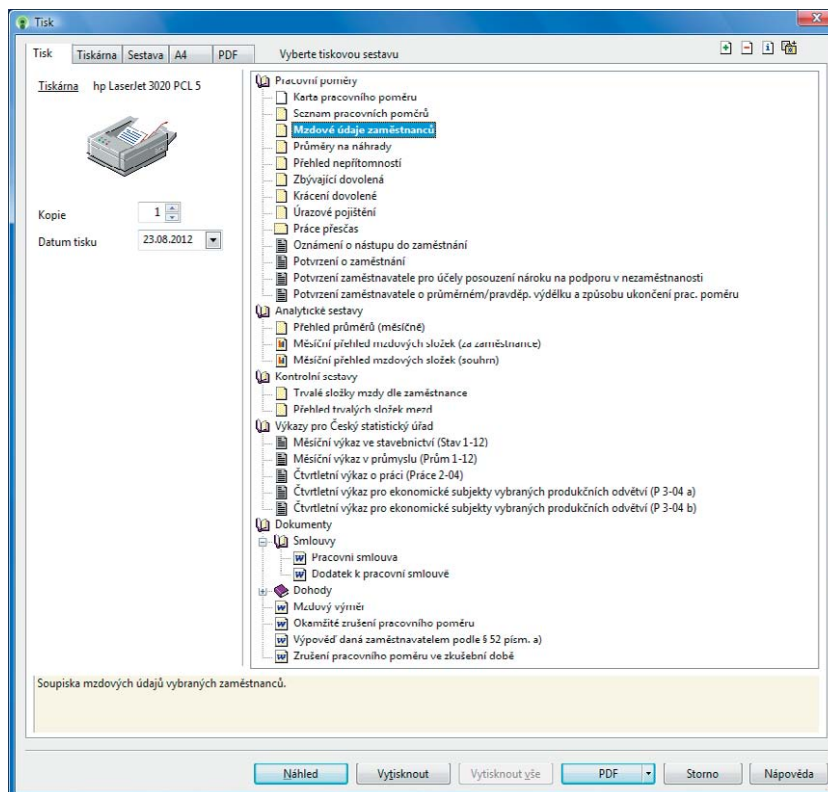 Tisk
Tisk Tiskárna Sestava A4 PDF Vyberte tiskovou sestavu
Tiskárna hp LaserJet 3020 PCL 5
Kopie 1
Datum tisku 23.08.2012
Pracovní poměry
Karta pracovního poměru
Seznam pracovních poměrů
Mzdové údaje zaměstnanců
Průměry na náhrady
Přehled nepřítomností
Zbývající dovolená
Krácení dovolené
Úrazové pojištění
Práce přesčas
Oznámení o nástupu do zaměstnání
Potvrzení o zaměstnání
Potvrzení zaměstnavatele pro účely posouzení nároku na podporu v nezaměstnanosti
Potvrzení zaměstnavatele o průměrném/pravděp. výdělku a způsobu ukončení prac. poměru
Analytické sestavy
Přehled průměrů (měsíčně)
Měsíční přehled mzdových složek (za zaměstnance)
Měsíční přehled mzdových složek (souhrn)
Kontrolní sestavy
Trvalé složky mzdy dle zaměstnance
Přehled trvalých složek mezd
Výkazy pro Český statistický úřad
Měsíční výkaz ve stavebnictví (Stav 1-12)
Měsíční výkaz v průmyslu (Prům 1-12)
Čtvrtletní výkaz o práci (Práce 2-04)
Čtvrtletní výkaz pro ekonomické subjekty vybraných produkčních odvětví (P 3-04 a)
Čtvrtletní výkaz pro ekonomické subjekty vybraných produkčních odvětví (P 3-04 b)
Dokumenty
Smlouvy
Pracovní smlouva
Dodatek k pracovní smlouvě
Dohody
Mzdový výměr
Okamžité zrušení pracovního poměru
Výpověď daná zaměstnavatelem podle § 52 písm. a)
Zrušení pracovního poměru ve zkušební době
Soupiska mzdových údajů vybraných zaměstnanců.
Náhled Vytisknout Vytisknout vše PDF Storno Nápověda